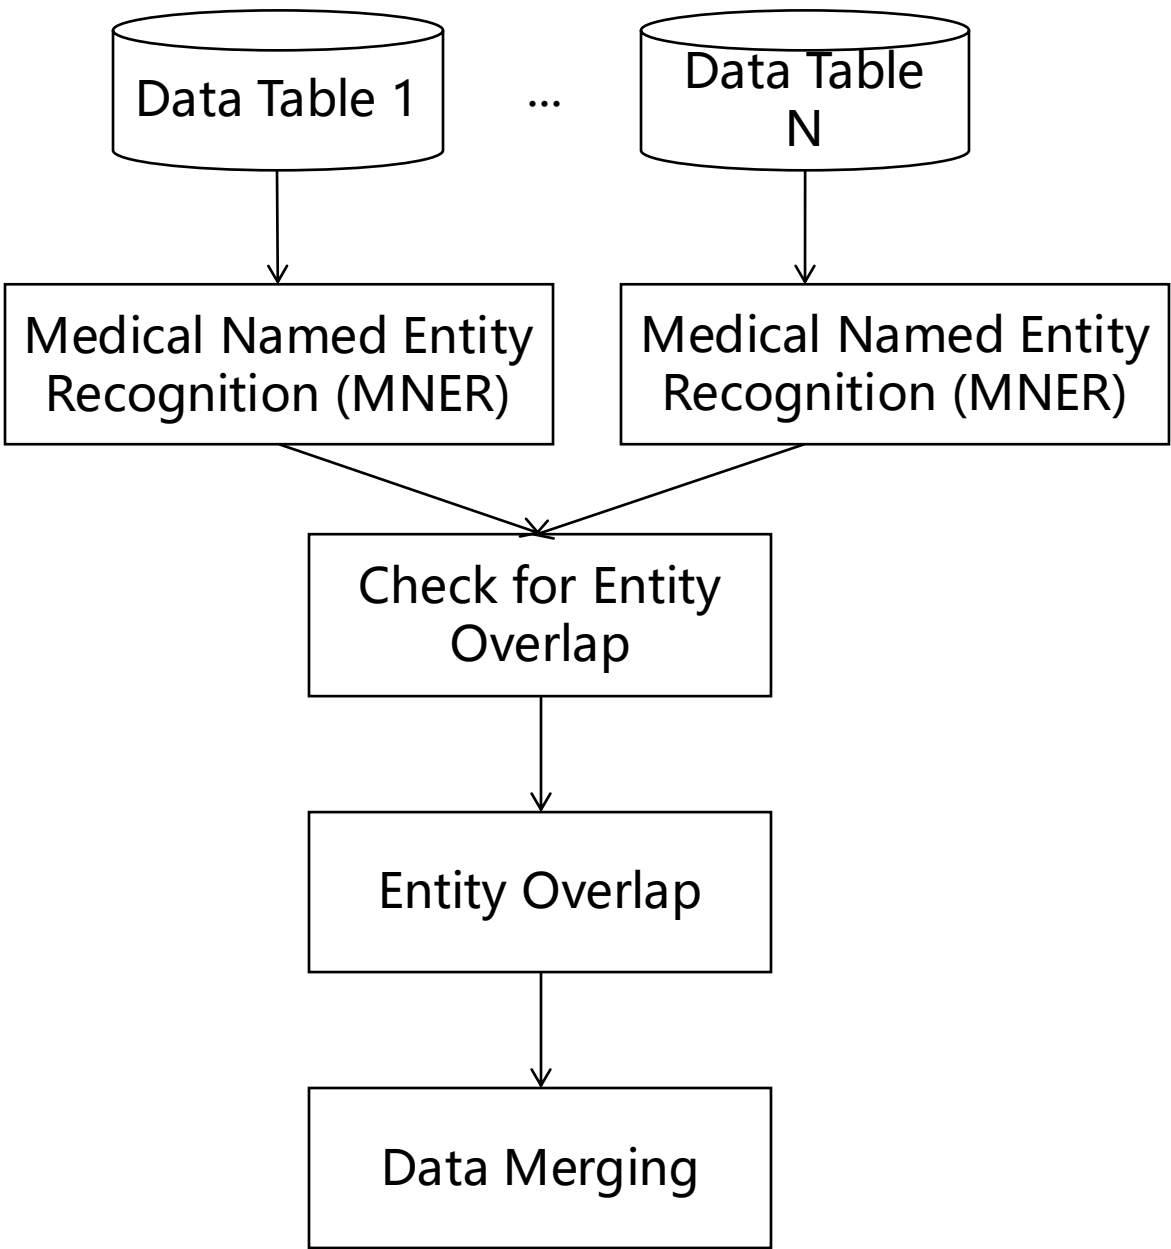 Data Table 1
...
Data Table
N
Medical Named Entity
Recognition (MNER)
Medical Named Entity
Recognition (MNER)
Check for Entity
Overlap
Entity Overlap
Data Merging